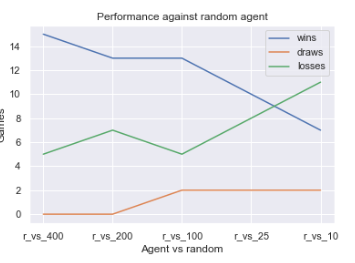 Performance against random agent
wins
draws
losses
14
12
10
8
6
4
2
0
Games
r_vs_400 r_vs_200 r_vs_100 r_vs_25 r_vs_10
Agent vs random